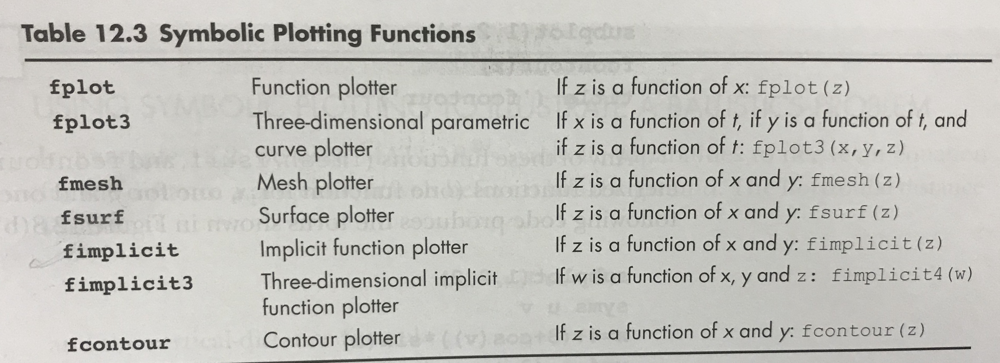 Table 12.3 Symbolic Plotting Functions
fplot Function plotter If z is a function of x: fplot(z)
fplot3 Three-dimensional parametric If x is a function of t, if y is a function of t, and
curve plotter if z is a function of t: fplot3(x,y,z)
fmesh Mesh plotter If z is a function of x and y: fmesh(z)
fsurf Surface plotter If z is a function of x and y: fsurf(z)
fimplicit Implicit function plotter If z is a function of x and y: fimplicit(z)
fimplicit3 Three-dimensional implicit If w is a function of x, y and z: fimplicit4(w)
function plotter
fcontour Contour plotter If z is a function of x and y: fcontour(z)